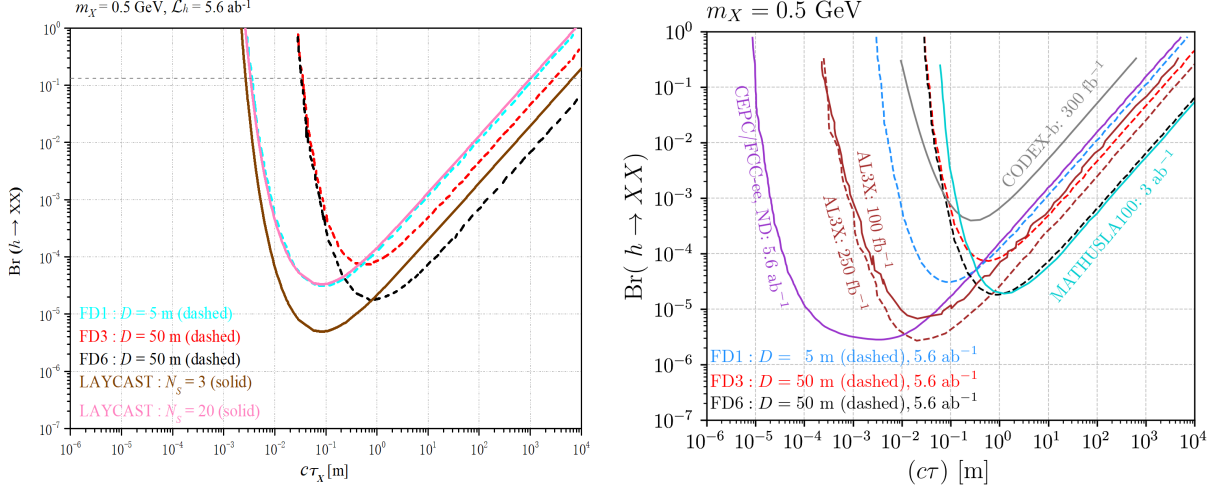 m_X = 0.5 GeV, ℒ_h = 5.6 ab⁻¹
10⁰
10⁻¹
10⁻²
10⁻³
10⁻⁴
10⁻⁵
10⁻⁶
10⁻⁷
Br (h → XX)
FD1 : D = 5 m (dashed)
FD3 : D = 50 m (dashed)
FD6 : D = 50 m (dashed)
LAYCAST : N_S = 3 (solid)
LAYCAST : N_S = 20 (solid)
10⁻⁶ 10⁻⁵ 10⁻⁴ 10⁻³ 10⁻² 10⁻¹ 10⁰ 10¹ 10² 10³ 10⁴
cτ_X [m]
m_X = 0.5 GeV
10⁰
10⁻¹
10⁻²
10⁻³
10⁻⁴
10⁻⁵
10⁻⁶
10⁻⁷
Br( h → XX)
CEPC/FCC-ee, ND: 5.6 ab⁻¹
AL3X: 100 fb⁻¹
AL3X: 250 fb⁻¹
CODEX-b: 300 fb⁻¹
MATHUSLA100: 3 ab⁻¹
FD1 : D = 5 m (dashed), 5.6 ab⁻¹
FD3 : D = 50 m (dashed), 5.6 ab⁻¹
FD6 : D = 50 m (dashed), 5.6 ab⁻¹
10⁻⁶ 10⁻⁵ 10⁻⁴ 10⁻³ 10⁻² 10⁻¹ 10⁰ 10¹ 10² 10³ 10⁴
(cτ) [m]